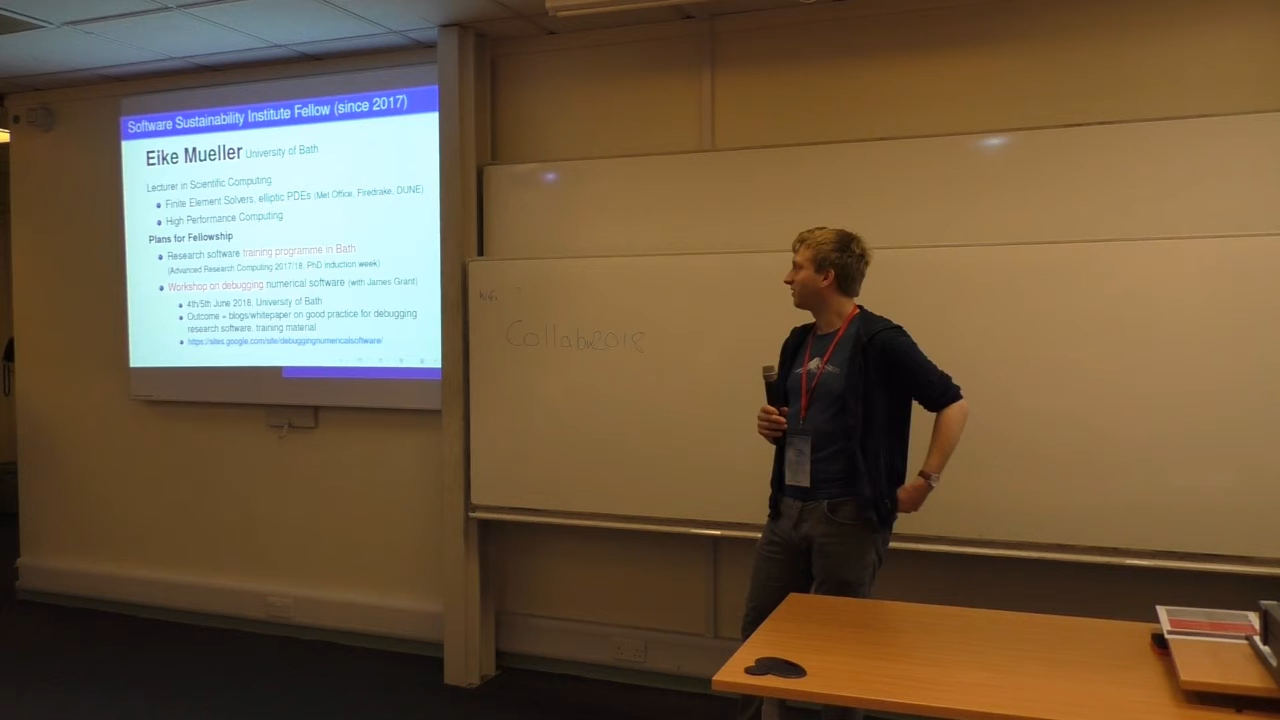 Software Sustainability Institute Fellow (since 2017)
Eike Mueller University of Bath
Lecturer in Scientific Computing
Finite Element Solvers, elliptic PDEs (Met Office, Firedrake, DUNE)
High Performance Computing
Plans for Fellowship
Research software training programme in Bath
(Advanced Research Computing 2017/18, PhD induction week)
Workshop on debugging numerical software (with James Grant)
4th/5th June 2018, University of Bath
Outcome = blogs/whitepaper on good practice for debugging
research software, training material
https://sites.google.com/site/debuggingnumericalsoftware/
WiFi